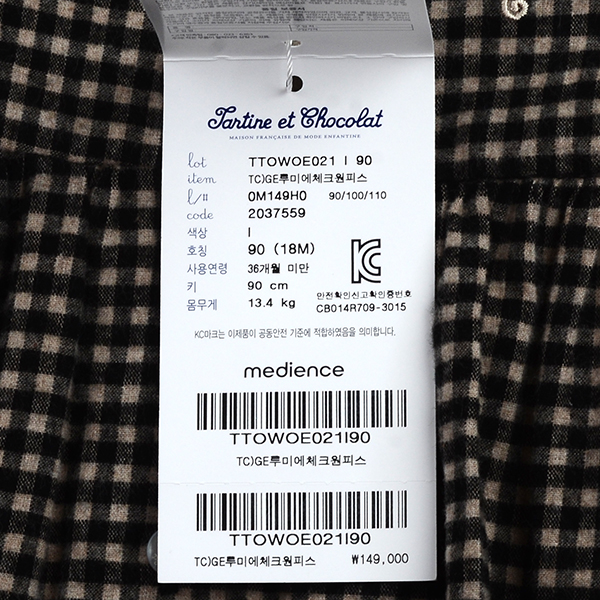 Tartine et Chocolat
MAISON FRANÇAISE DE MODE ENFANTINE.
lot TTOWOE021 I 90
item TC)GE루미에체크원피스
l/# 0M149H0 90/100/110
code 2037559
색상 I
호칭 90 (18M)
사용연령 36개월 미만
키 90 cm
몸무게 13.4 kg
안전확인신고확인증번호
CB014R709-3015
KC마크는 이제품이 공동안전 기준에 적합하였음을 의미합니다.
medience
TTOWOE021I90
TC)GE루미에체크원피스
TTOWOE021I90
TC)GE루미에체크원피스 ₩149,000